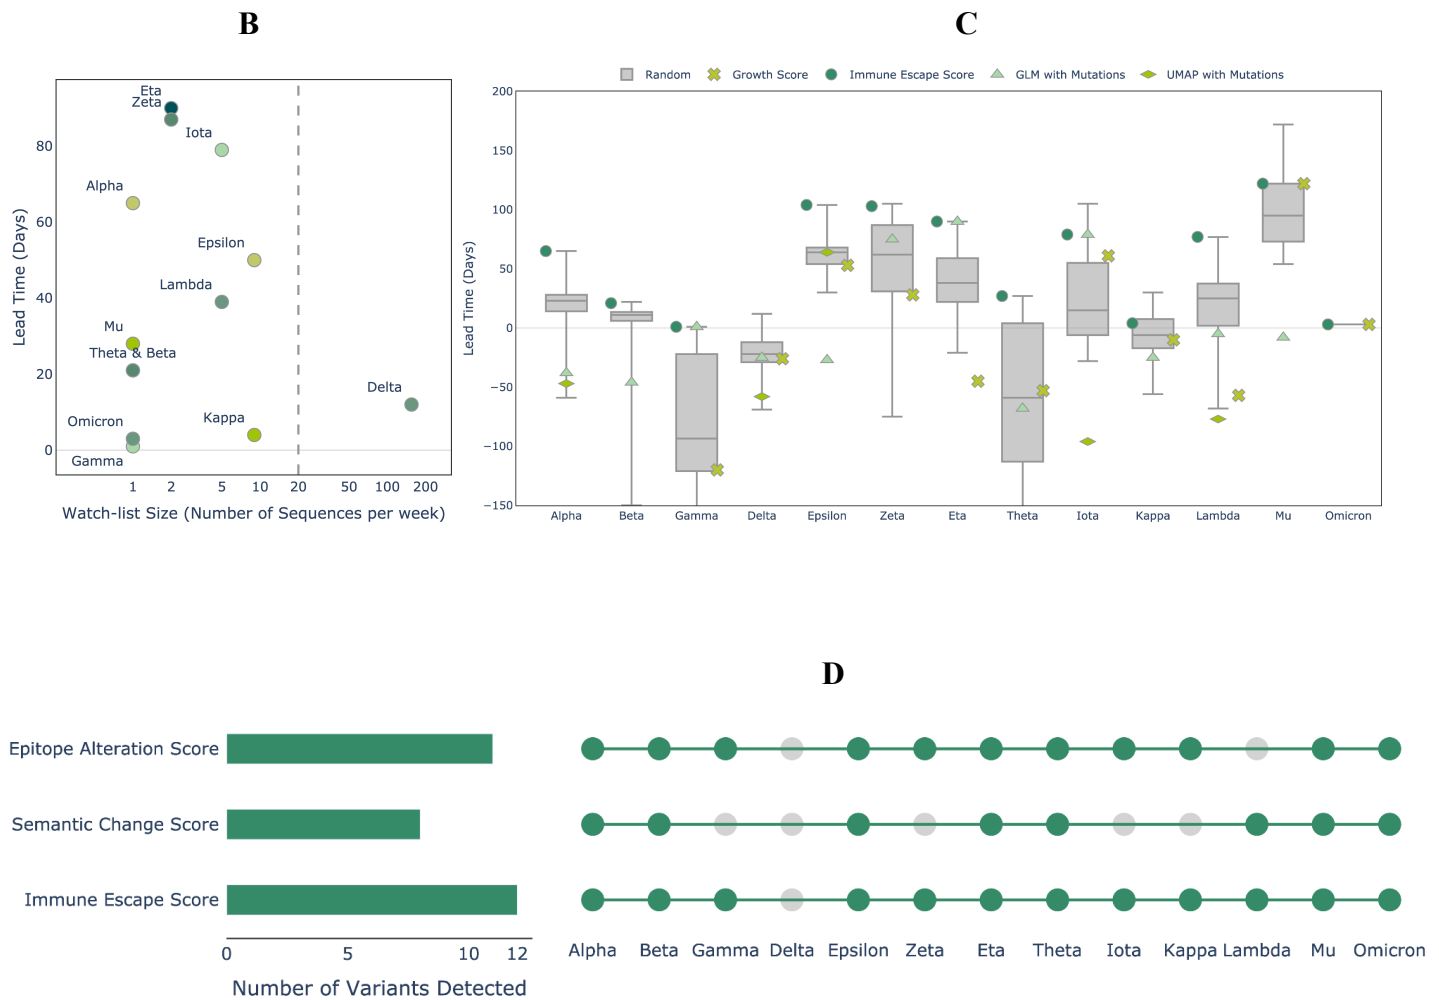 B
C
Random
Growth Score
Immune Escape Score
GLM with Mutations
UMAP with Mutations
Lead Time (Days)
80
60
40
20
0
Eta
Zeta
Iota
Alpha
Epsilon
Lambda
Mu
Theta & Beta
Delta
Omicron
Kappa
Gamma
1
2
5
10
20
50
100
200
Watch-list Size (Number of Sequences per week)
Lead Time (Days)
200
150
100
50
0
−50
−100
−150
Alpha
Beta
Gamma
Delta
Epsilon
Zeta
Eta
Theta
Iota
Kappa
Lambda
Mu
Omicron
D
Epitope Alteration Score
Semantic Change Score
Immune Escape Score
0
5
10
12
Number of Variants Detected
Alpha
Beta
Gamma
Delta
Epsilon
Zeta
Eta
Theta
Iota
Kappa
Lambda
Mu
Omicron